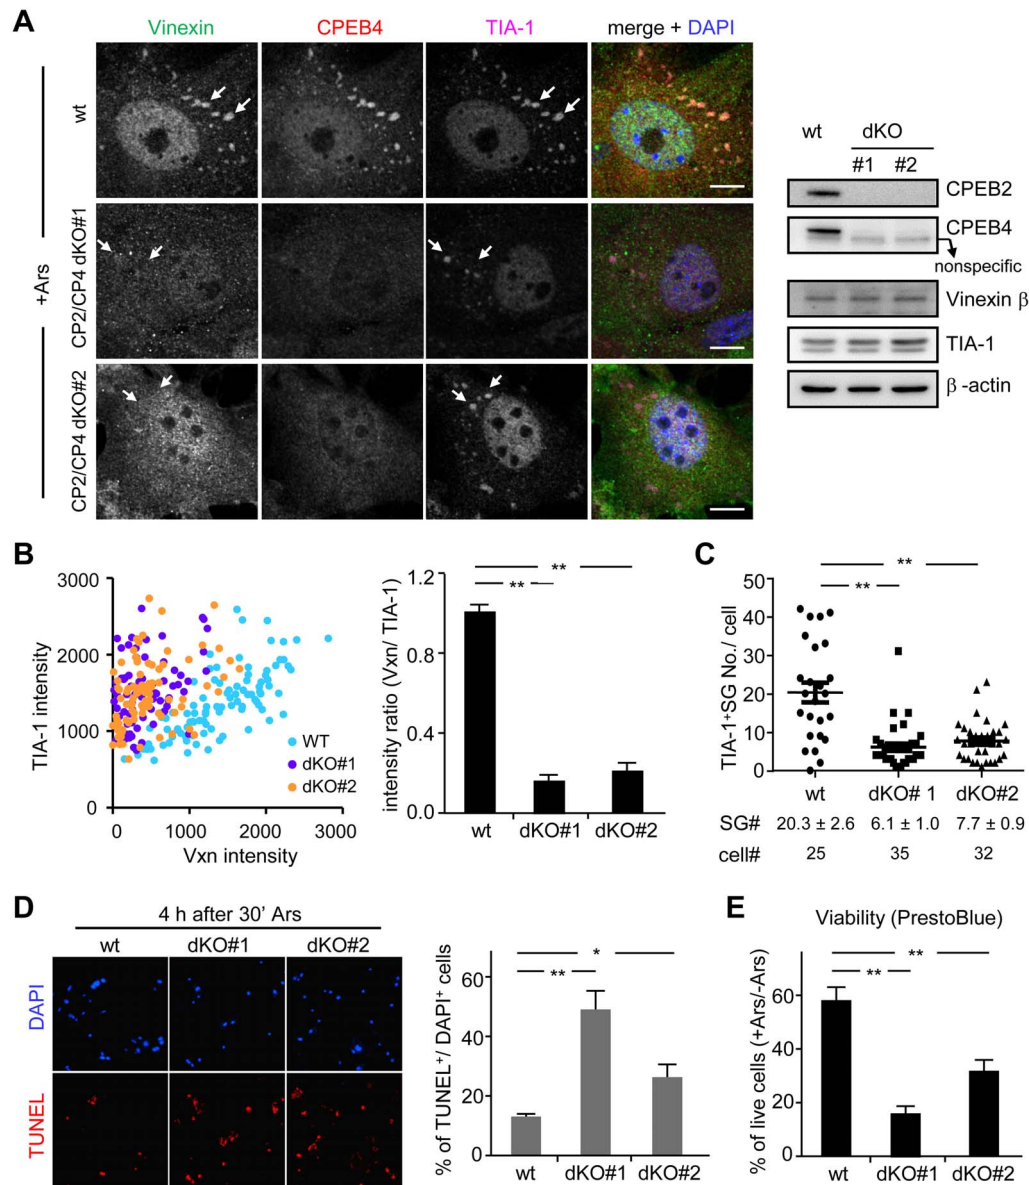 A
Vinexin CPEB4 TIA-1 merge + DAPI
+Ars
wt
CP2/CP4 dKO#1
CP2/CP4 dKO#2
wt dKO
#1 #2
CPEB2
CPEB4
nonspecific
Vinexin β
TIA-1
β -actin
B
TIA-1 intensity
3000
2000
1000
0
0 1000 2000 3000
Vxn intensity
WT
dKO#1
dKO#2
intensity ratio (Vxn/ TIA-1)
1.2
0.8
0.4
0.0
**
**
wt dKO#1 dKO#2
C
TIA-1⁺SG No./ cell
50
40
30
20
10
0
**
**
wt dKO# 1 dKO#2
SG# 20.3 ± 2.6 6.1 ± 1.0 7.7 ± 0.9
cell# 25 35 32
D
4 h after 30' Ars
wt dKO#1 dKO#2
DAPI
TUNEL
% of TUNEL⁺/ DAPI⁺ cells
60
40
20
0
*
**
wt dKO#1 dKO#2
E
Viability (PrestoBlue)
% of live cells (+Ars/-Ars)
60
40
20
0
**
**
wt dKO#1 dKO#2